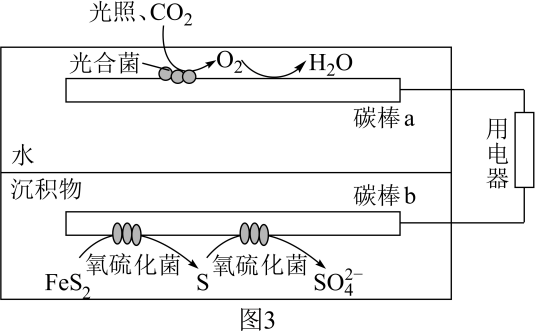 光照、CO₂
光合菌
O₂
H₂O
碳棒a
水
用电器
沉积物
碳棒b
氧硫化菌
氧硫化菌
FeS₂
S
SO₄²⁻
图3